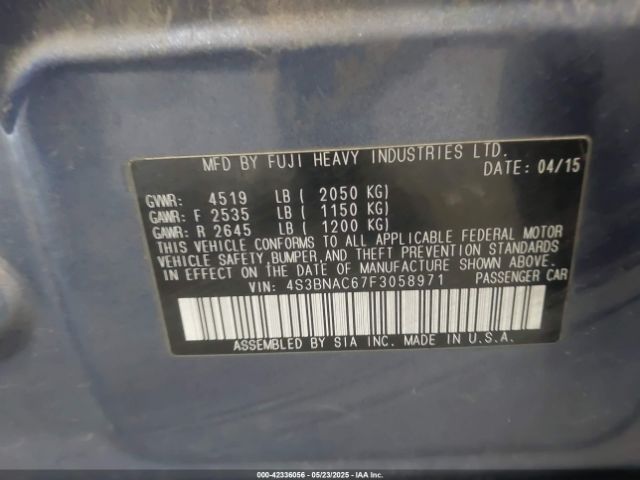 MFD BY FUJI HEAVY INDUSTRIES LTD.
DATE: 04/15
GVWR: 4519 LB ( 2050 KG)
GAWR: F 2535 LB ( 1150 KG)
GAWR: R 2645 LB ( 1200 KG)
THIS VEHICLE CONFORMS TO ALL APPLICABLE FEDERAL MOTOR
VEHICLE SAFETY,BUMPER,AND THEFT PREVENTION STANDARDS
IN EFFECT ON THE DATE OF MANUFACTURE SHOWN ABOVE.
VIN: 4S3BNAC67F3058971 PASSENGER CAR
ASSEMBLED BY SIA INC. MADE IN U.S.A.
000-42336056 - 05/23/2025 - IAAI.COM